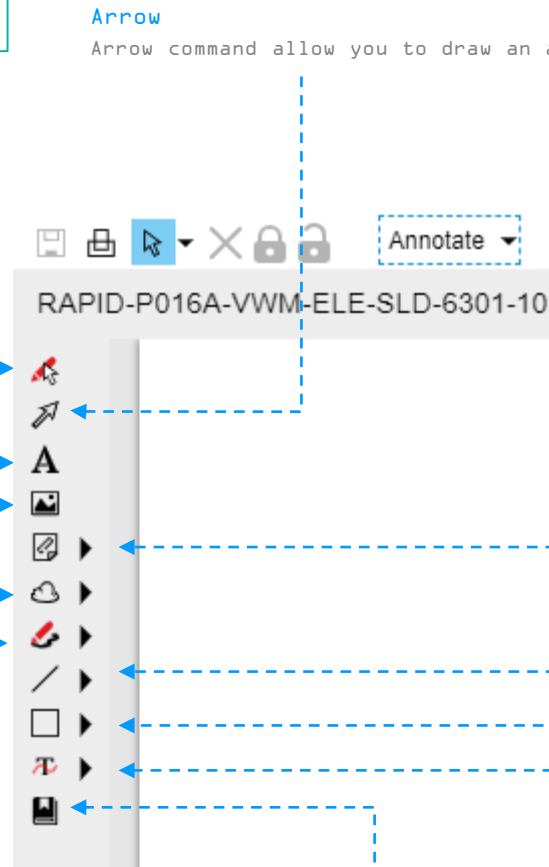 Arrow
Arrow command allow you to draw an
Annotate
RAPID-P016A-VWM-ELE-SLD-6301-10
A
T